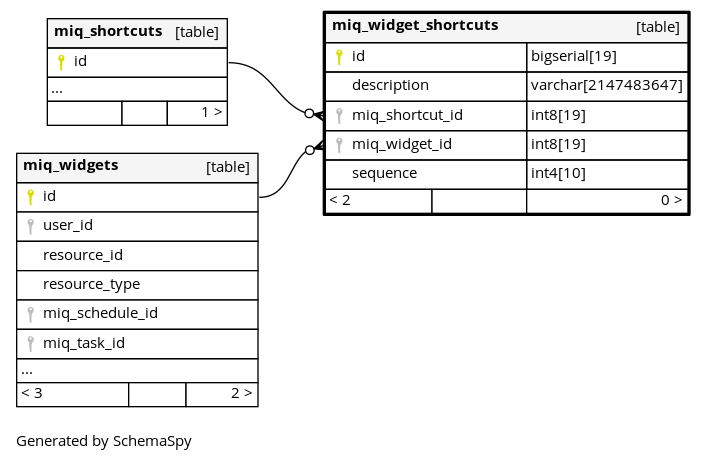 miq_shortcuts [table]
id
...
1 >
miq_widget_shortcuts [table]
id bigserial[19]
description varchar[2147483647]
miq_shortcut_id int8[19]
miq_widget_id int8[19]
sequence int4[10]
< 2 0 >
miq_widgets [table]
id
user_id
resource_id
resource_type
miq_schedule_id
miq_task_id
...
< 3 2 >
Generated by SchemaSpy